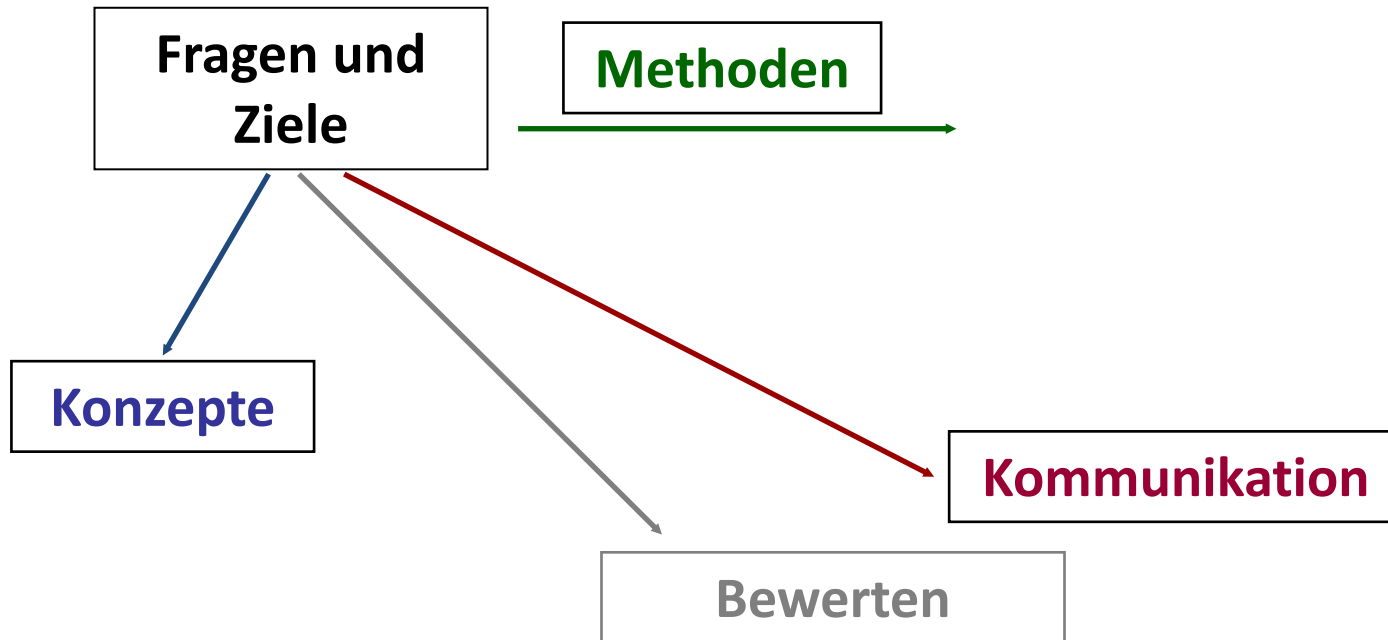 Fragen und
Ziele
Methoden
Konzepte
Kommunikation
Bewerten